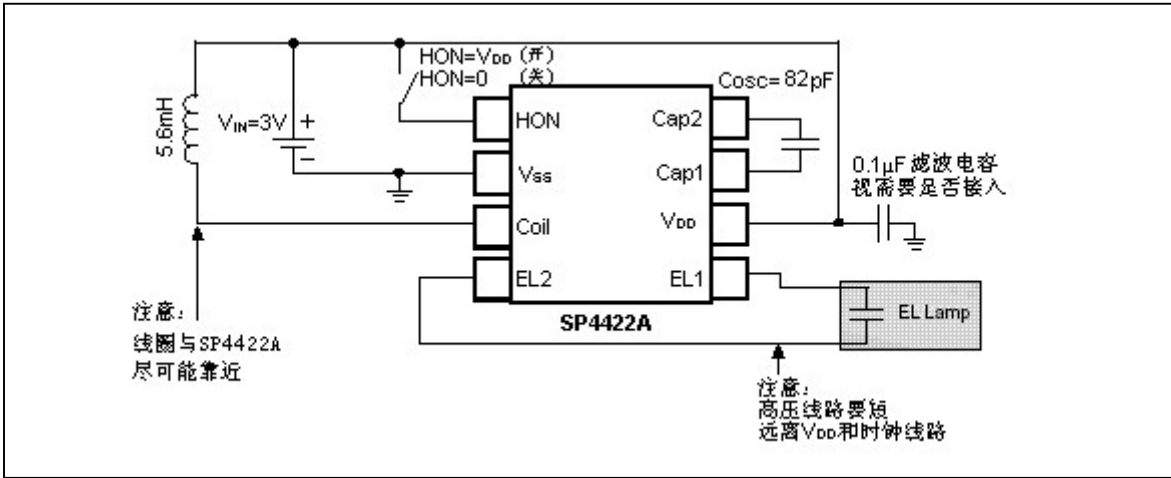 HON=VDD (开)
HON=0 (关)
Cosc=82pF
5.6mH
VIN=3V
+
−
HON
Cap2
Vss
Cap1
0.1μF 滤波电容
视需要是否接入
Coil
VDD
EL2
EL1
SP4422A
EL Lamp
注意:
线圈与SP4422A
尽可能靠近
注意:
高压线路要短
远离VDD和时钟线路